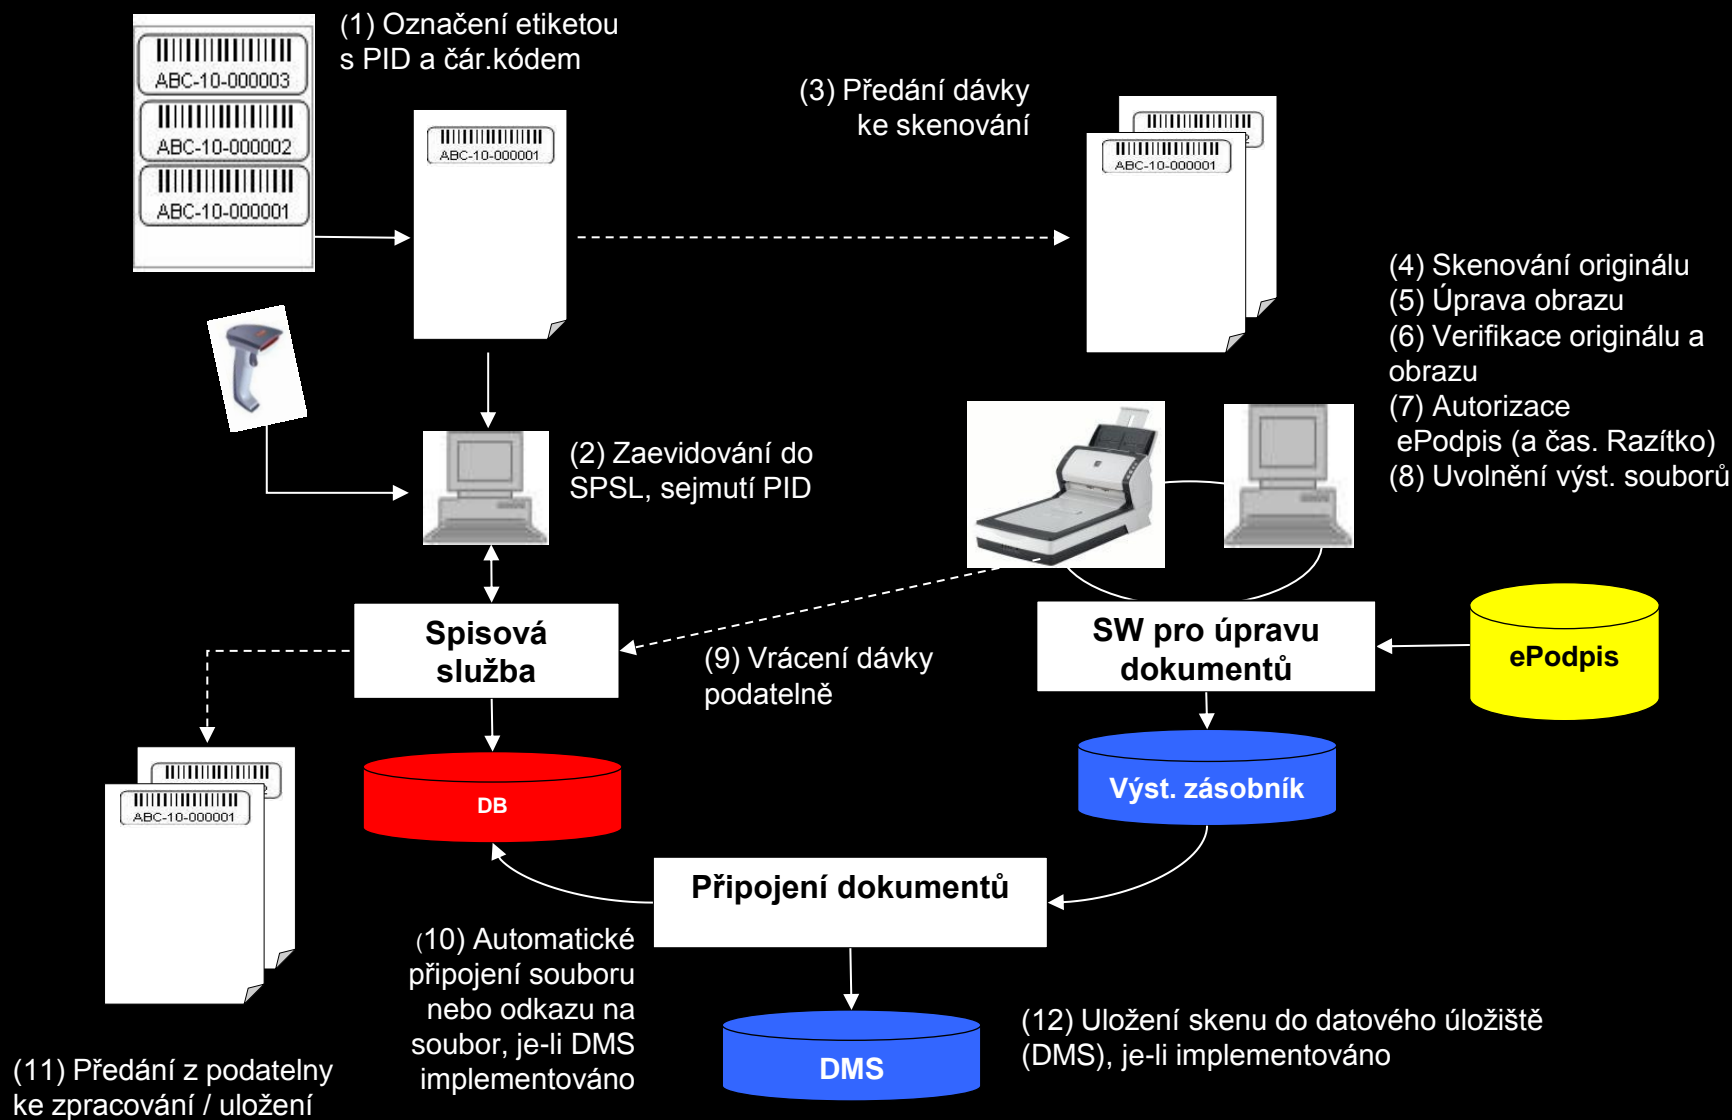 (1) Označení etiketou
s PID a čár.kódem
ABC-10-000003
ABC-10-000002
ABC-10-000001
ABC-10-000001
(3) Předání dávky
ke skenování
2
ABC-10-000001
(4) Skenování originálu
(5) Úprava obrazu
(6) Verifikace originálu a
obrazu
(7) Autorizace
ePodpis (a čas. Razítko)
(8) Uvolnění výst. souborů
(2) Zaevidování do
SPSL, sejmutí PID
Spisová
služba
(9) Vrácení dávky
podatelně
SW pro úpravu
dokumentů
ePodpis
DB
Výst. zásobník
2
ABC-10-000001
Připojení dokumentů
(10) Automatické
připojení souboru
nebo odkazu na
soubor, je-li DMS
implementováno
DMS
(12) Uložení skenu do datového úložiště
(DMS), je-li implementováno
(11) Předání z podatelny
ke zpracování / uložení